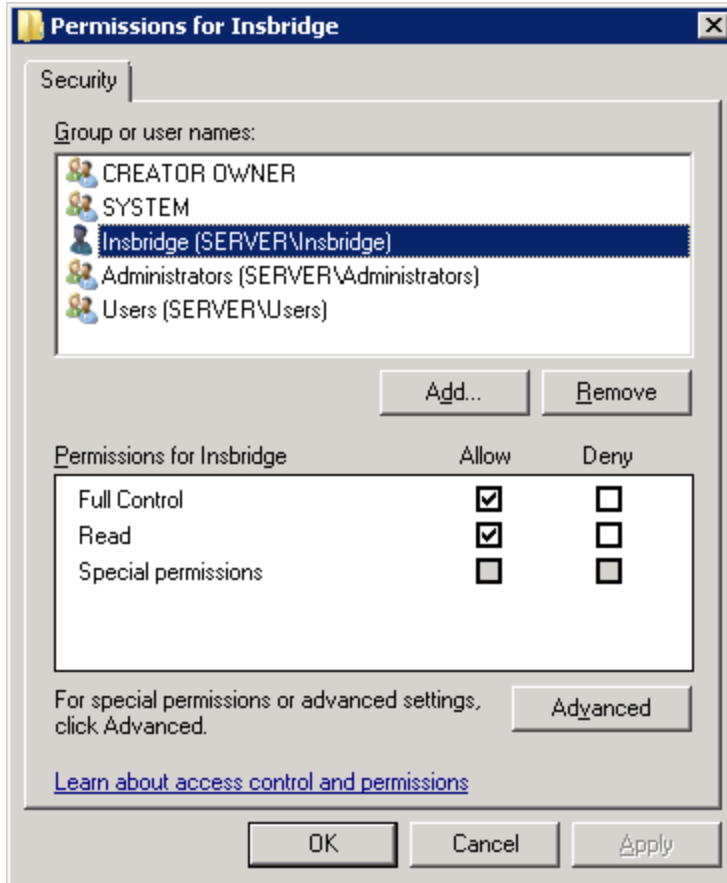 Permissions for Insbridge
Security
Group or user names:
CREATOR OWNER
SYSTEM
Insbridge (SERVER\Insbridge)
Administrators (SERVER\Administrators)
Users (SERVER\Users)
Add... Remove
Permissions for Insbridge Allow Deny
Full Control
Read
Special permissions
For special permissions or advanced settings,
click Advanced.
Advanced
Learn about access control and permissions
OK Cancel Apply